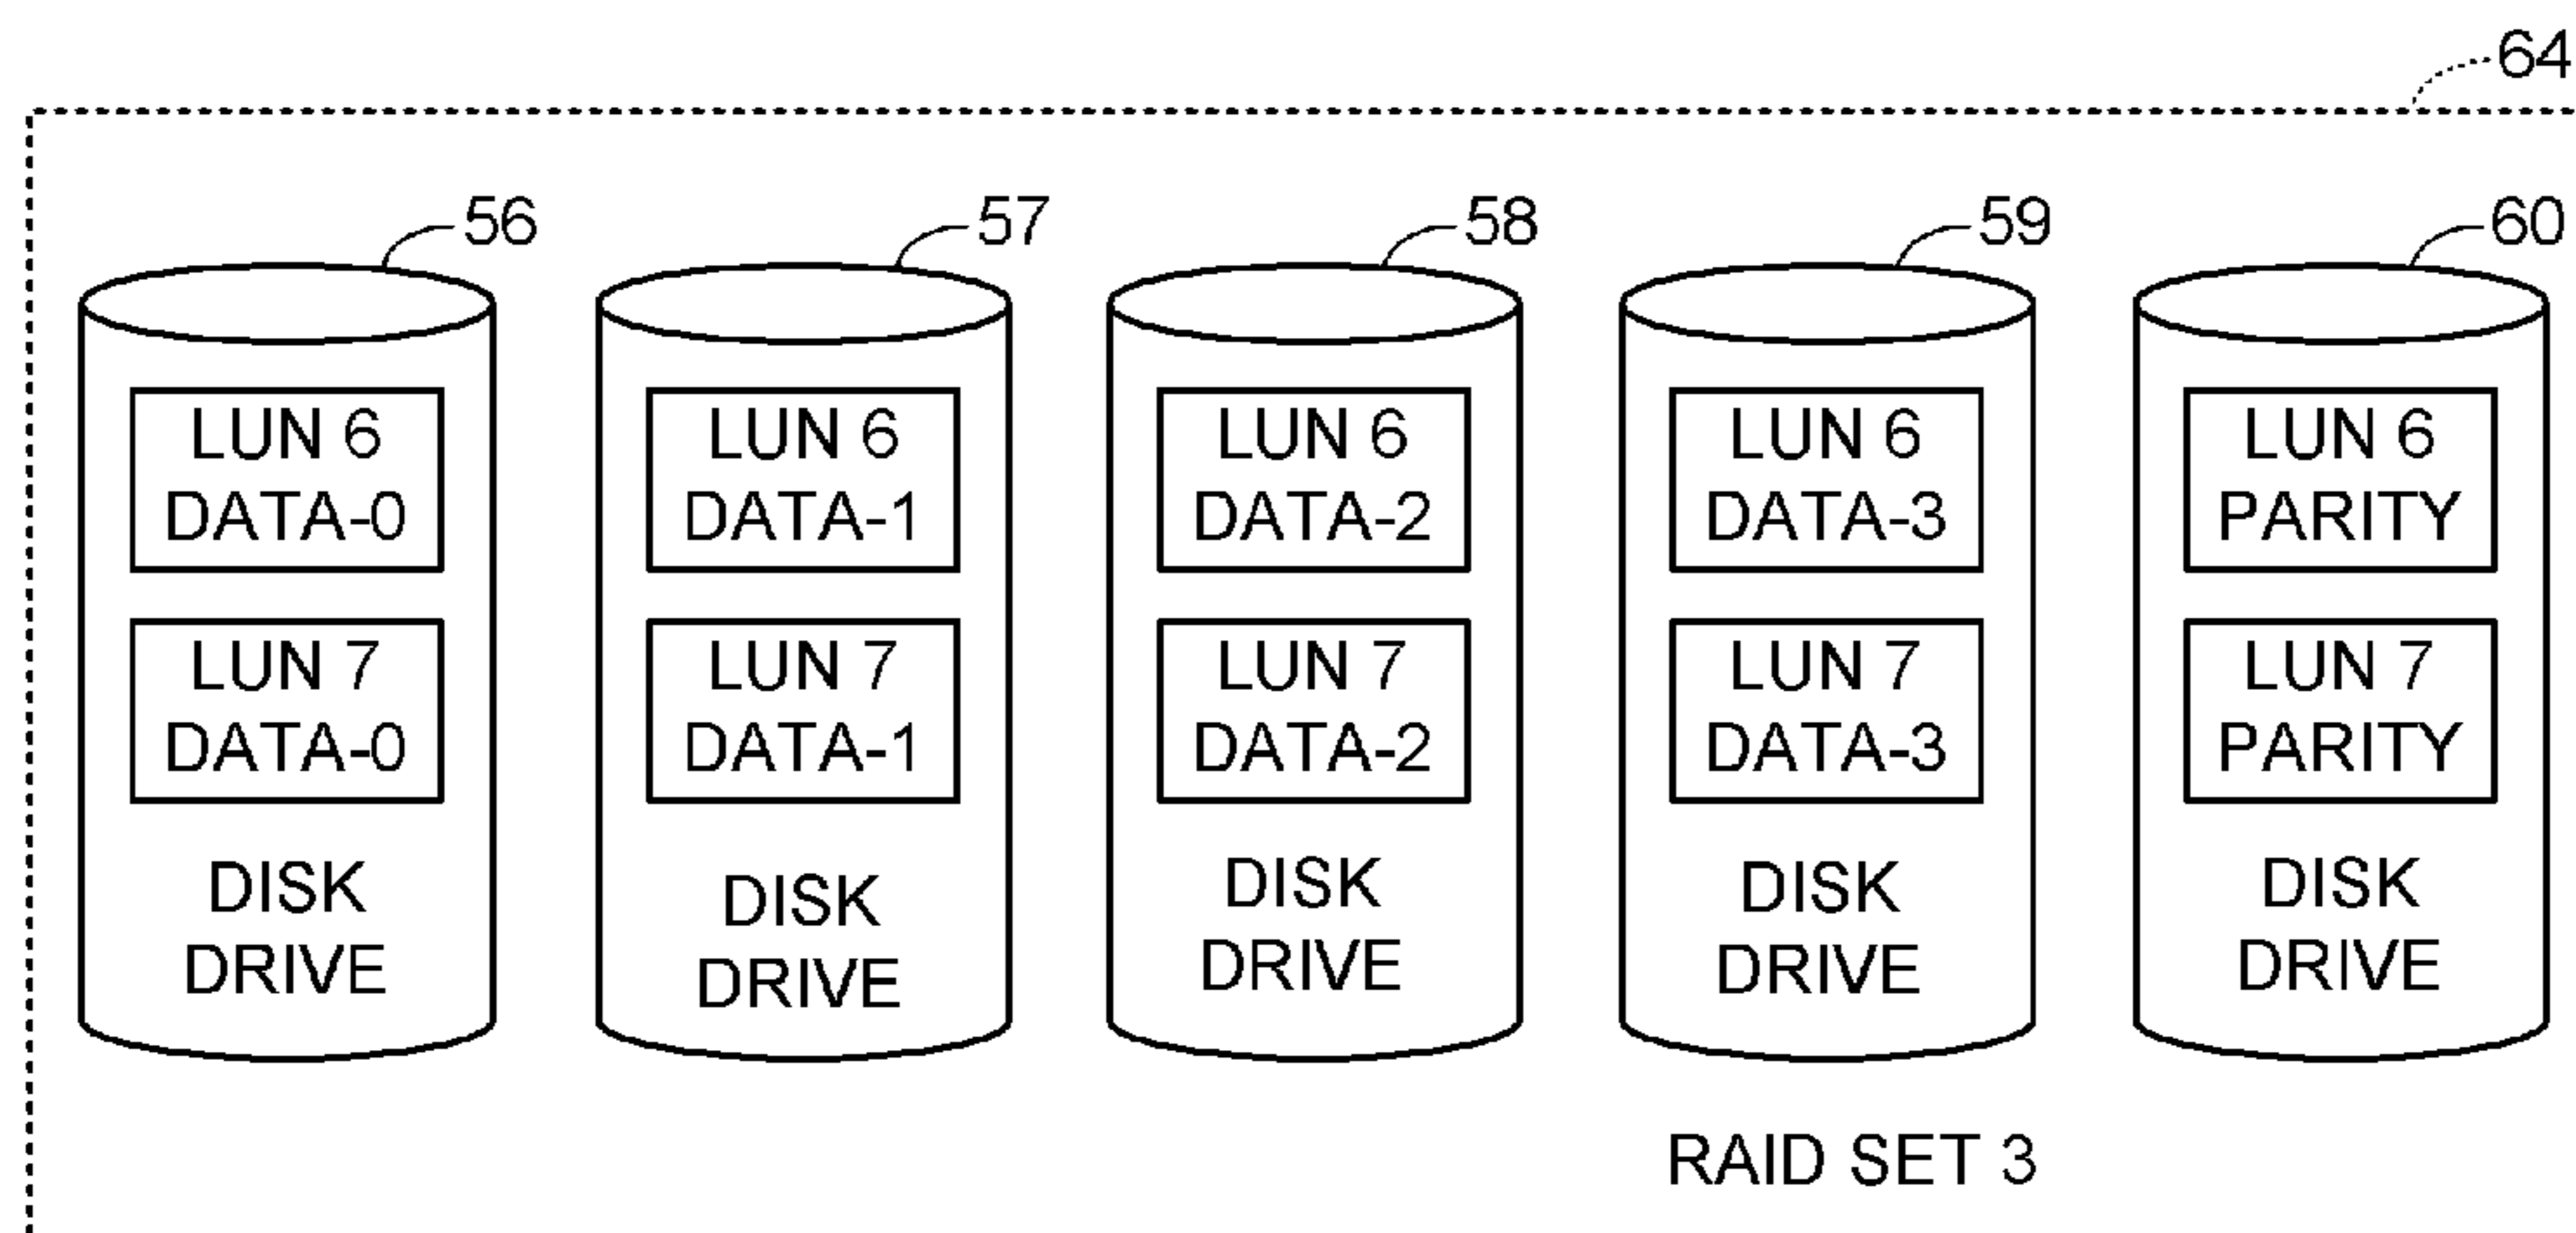 64
56
57
58
59
60
LUN 6
DATA-0
LUN 6
DATA-1
LUN 6
DATA-2
LUN 6
DATA-3
LUN 6
PARITY
LUN 7
DATA-0
LUN 7
DATA-1
LUN 7
DATA-2
LUN 7
DATA-3
LUN 7
PARITY
DISK
DRIVE
DISK
DRIVE
DISK
DRIVE
DISK
DRIVE
DISK
DRIVE
RAID SET 3